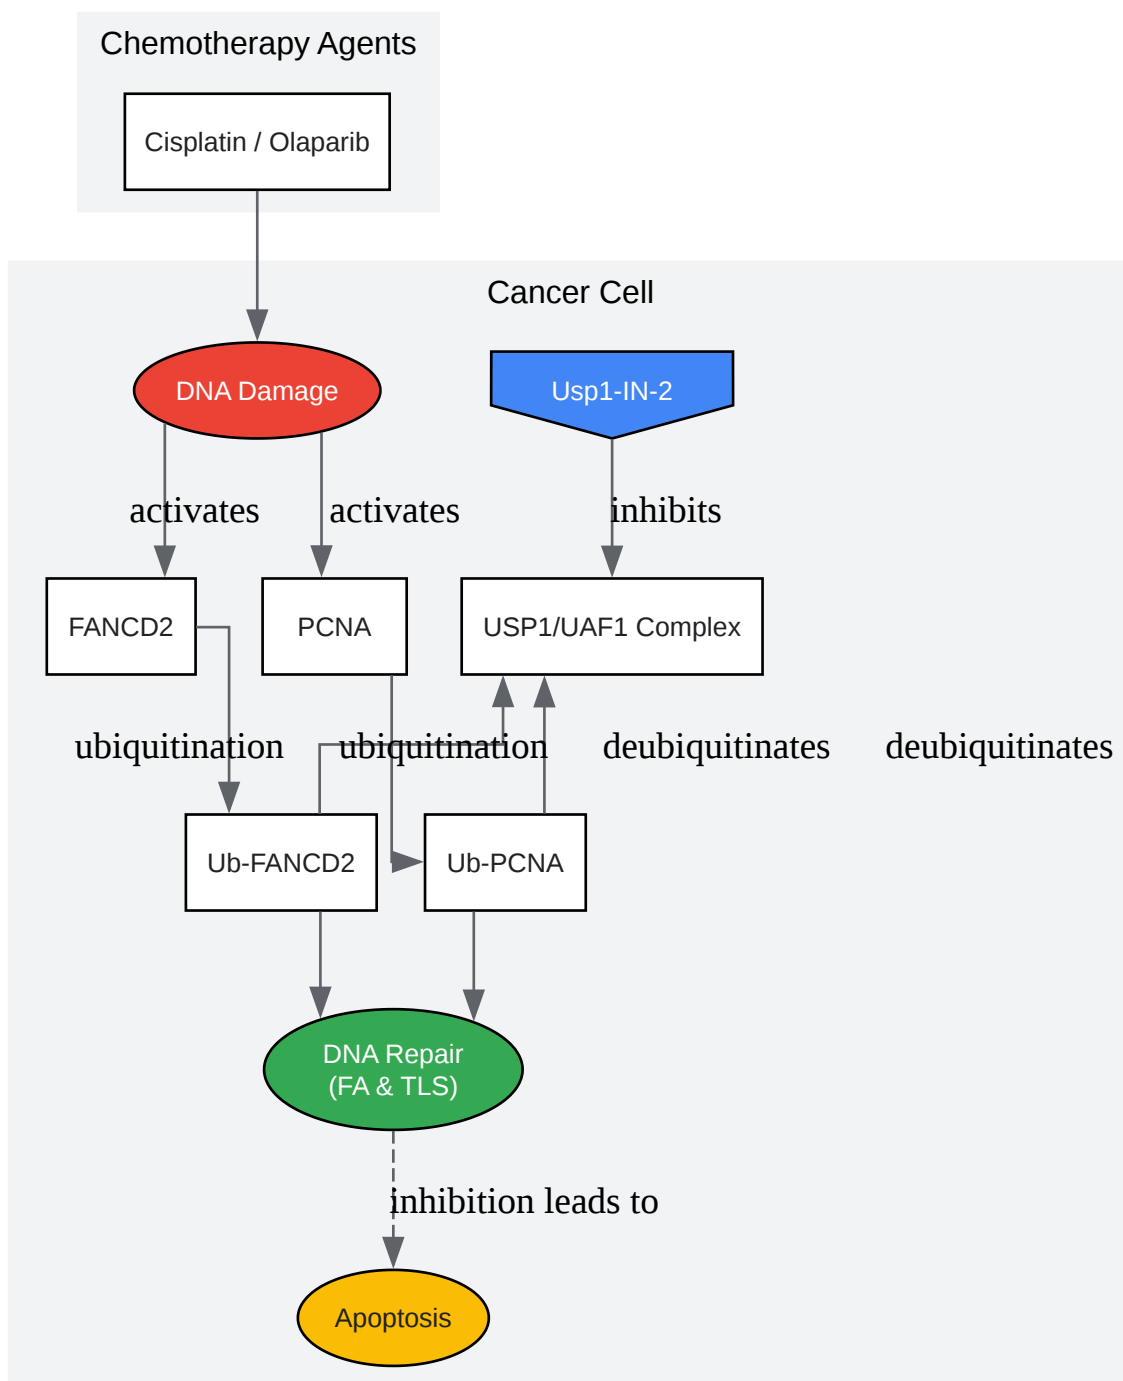 Chemotherapy Agents
Cisplatin / Olaparib
Cancer Cell
DNA Damage
Usp1-IN-2
activates
activates
inhibits
FANCD2
PCNA
USP1/UAF1 Complex
ubiquitination
ubiquitination
deubiquitinates
deubiquitinates
Ub-FANCD2
Ub-PCNA
DNA Repair
(FA & TLS)
inhibition leads to
Apoptosis